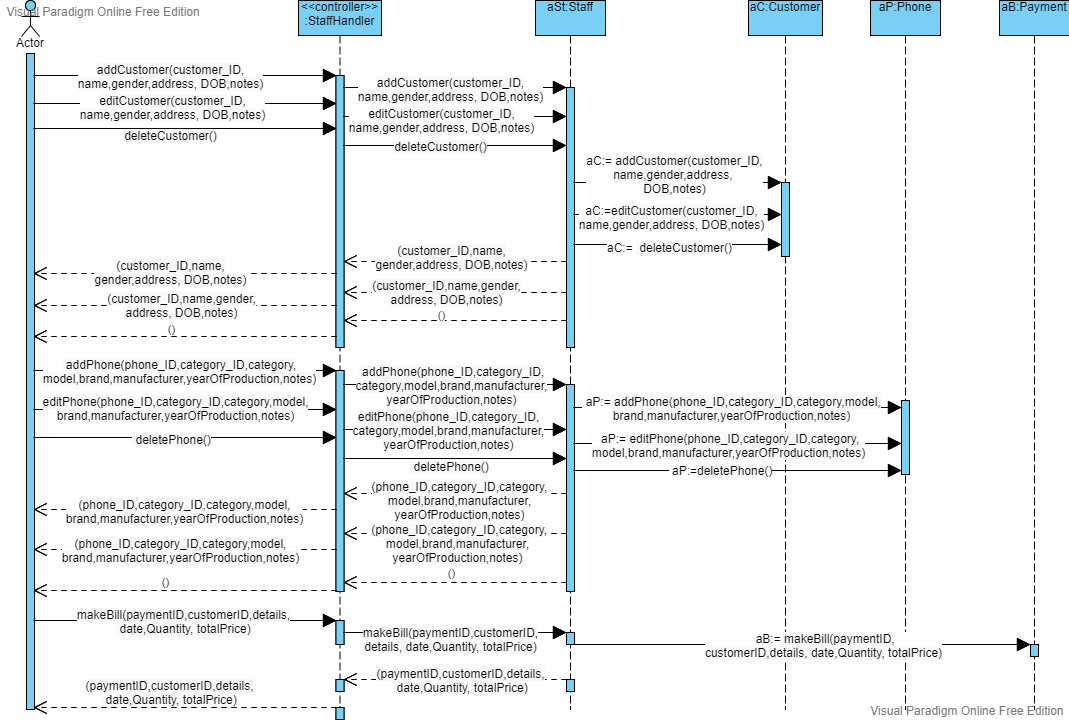 Visual Paradigm Online Free Edition
Actor
<<controller>>
:StaffHandler
aSt:Staff
aC:Customer
aP:Phone
aB:Payment
addCustomer(customer_ID,
name,gender,address, DOB,notes)
editCustomer(customer_ID,
name,gender,address, DOB,notes)
deleteCustomer()
addCustomer(customer_ID,
name,gender,address, DOB,notes)
editCustomer(customer_ID,
name,gender,address, DOB,notes)
deleteCustomer()
aC:= addCustomer(customer_ID,
name,gender,address,
DOB,notes)
aC:=editCustomer(customer_ID,
name,gender,address, DOB,notes)
aC:= deleteCustomer()
(customer_ID,name,
gender,address, DOB,notes)
(customer_ID,name,gender,
address, DOB,notes)
()
(customer_ID,name,
gender,address, DOB,notes)
(customer_ID,name,gender,
address, DOB,notes)
()
addPhone(phone_ID,category_ID,category,
model,brand,manufacturer,yearOfProduction,notes)
editPhone(phone_ID,category_ID,category,model,
brand,manufacturer,yearOfProduction,notes)
deletePhone()
addPhone(phone_ID,category_ID,
category,model,brand,manufacturer,
yearOfProduction,notes)
editPhone(phone_ID,category_ID,
category,model,brand,manufacturer,
yearOfProduction,notes)
deletePhone()
aP:= addPhone(phone_ID,category_ID,category,model,
brand,manufacturer,yearOfProduction,notes)
aP:= editPhone(phone_ID,category_ID,category,
model,brand,manufacturer,yearOfProduction,notes)
aP:=deletePhone()
(phone_ID,category_ID,category,
model,brand,manufacturer,
yearOfProduction,notes)
(phone_ID,category_ID,category,
model,brand,manufacturer,
yearOfProduction,notes)
()
(phone_ID,category_ID,category,model,
brand,manufacturer,yearOfProduction,notes)
(phone_ID,category_ID,category,model,
brand,manufacturer,yearOfProduction,notes)
()
makeBill(paymentID,customerID,details,
date,Quantity, totalPrice)
makeBill(paymentID,customerID,
details, date,Quantity, totalPrice)
aB:= makeBill(paymentID,
customerID,details, date,Quantity, totalPrice)
(paymentID,customerID,details,
date,Quantity, totalPrice)
(paymentID,customerID,details,
date,Quantity, totalPrice)
Visual Paradigm Online Free Edition